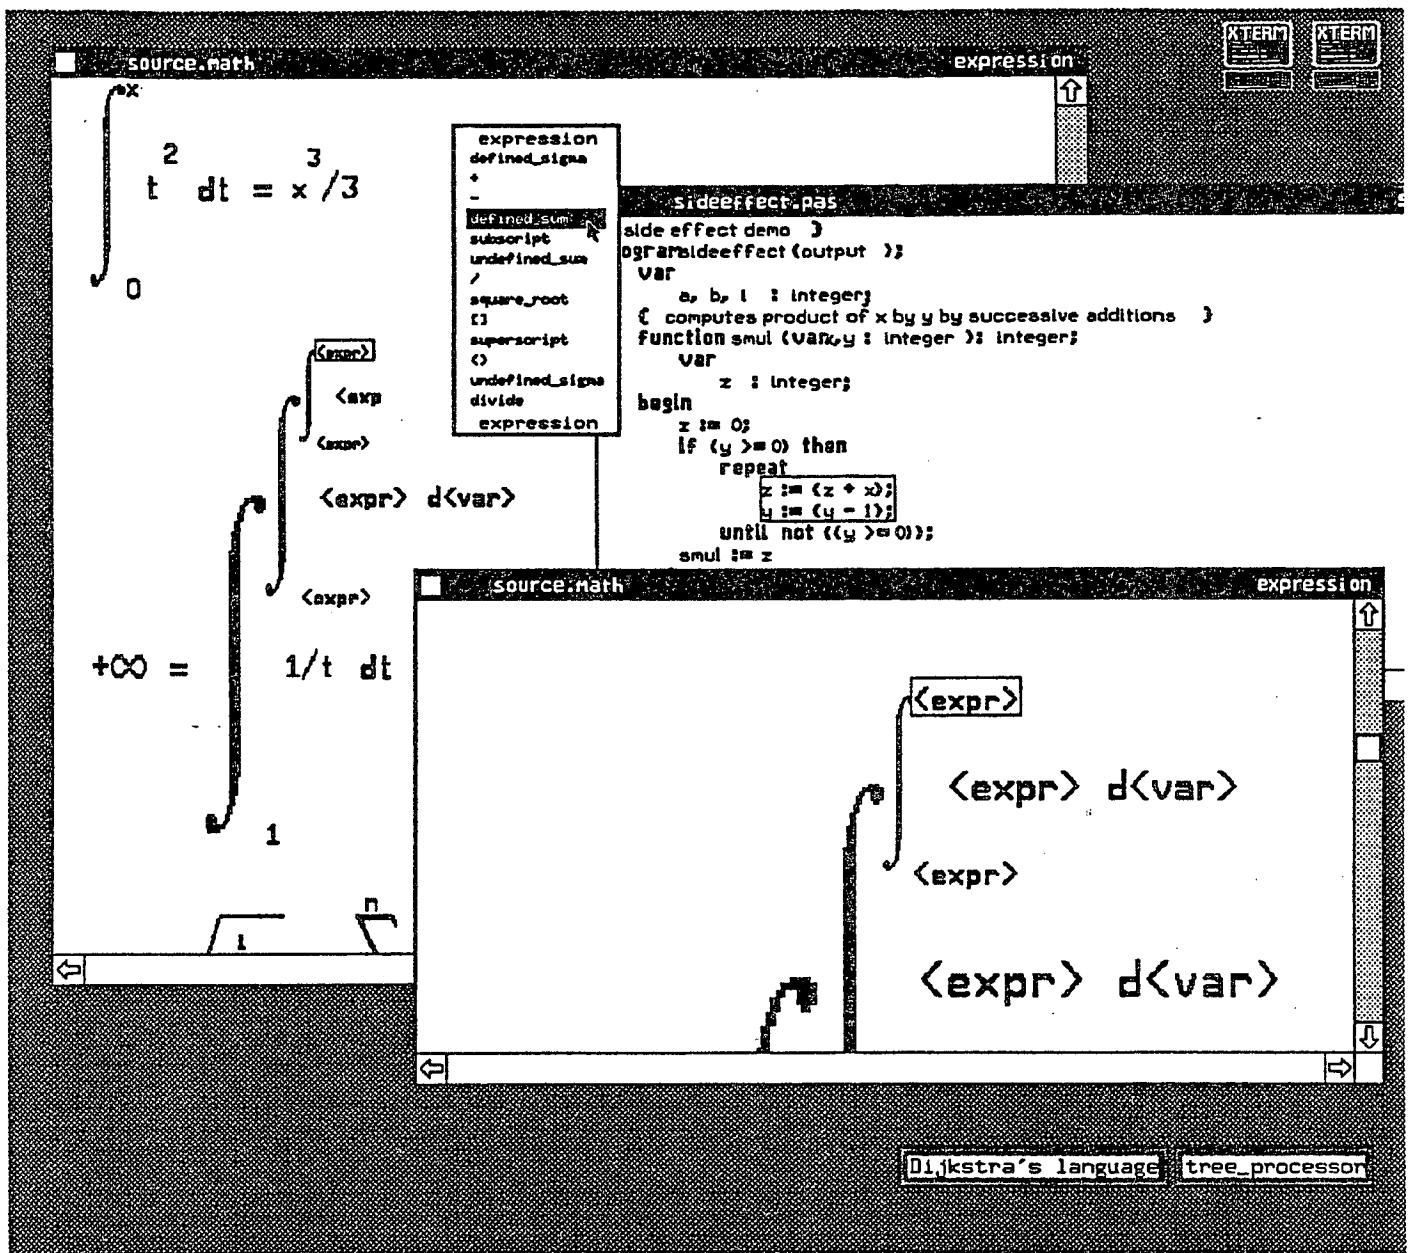 XTERM XTERM
source.math expression
x
2 3
t dt = x /3
0
<expr>
<exp
<expr>
<expr> d<var>
<expr>
+∞ = 1/t dt
1
n
i
expression
defined_sigma
+
-
defined_sum
subscript
undefined_sum
/
square_root
[]
superscript
()
undefined_sigma
divide
expression
sideeffect.pas
side effect demo }
ogramsideeffect (output );
var
a, b, i : integer;
{ computes product of x by y by successive additions }
function smul (varx,y : integer ): integer;
var
z : integer;
begin
z := 0;
if (y >= 0) then
repeat
z := (z + x);
y := (y - 1);
until not ((y >= 0));
smul := z
source.math expression
<expr>
<expr> d<var>
<expr>
<expr> d<var>
Dijkstra's language tree_processor